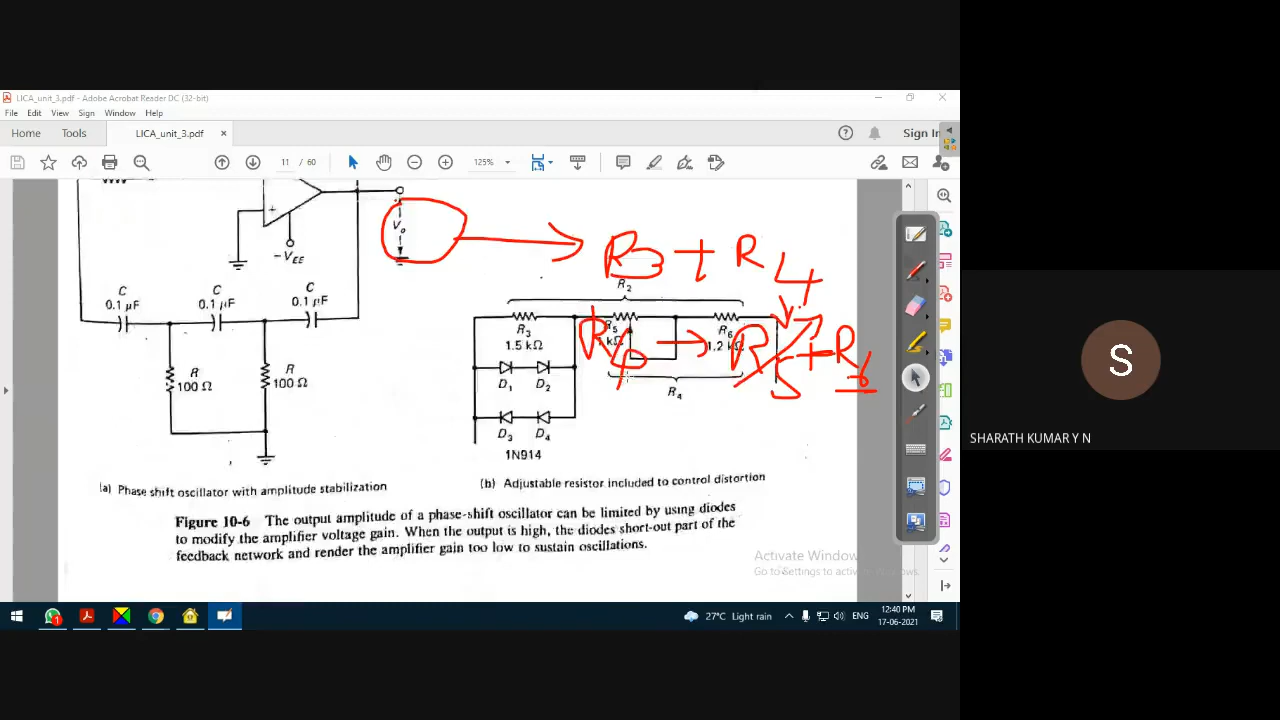 LICA_unit_3.pdf - Adobe Acrobat Reader DC (32-bit)
File Edit View Sign Window Help
Home Tools LICA_unit_3.pdf × Sign In
11 / 60 125%
V₀
-V_EE
R3 + R4
C
0.1 µF
C
0.1 µF
C
0.1 µF
R
100 Ω
R
100 Ω
R₂
R₃
1.5 kΩ
R₅
kΩ
R₆
1.2 kΩ
R4 → R5 + R6
D₁ D₂
R₄
D₃ D₄
1N914
(a) Phase shift oscillator with amplitude stabilization
(b) Adjustable resistor included to control distortion
Figure 10-6 The output amplitude of a phase-shift oscillator can be limited by using diodes
to modify the amplifier voltage gain. When the output is high, the diodes short-out part of the
feedback network and render the amplifier gain too low to sustain oscillations.
Activate Window
Go to Settings to activate Windows.
S
SHARATH KUMAR Y N
27°C Light rain
ENG
12:40 PM
17-06-2021